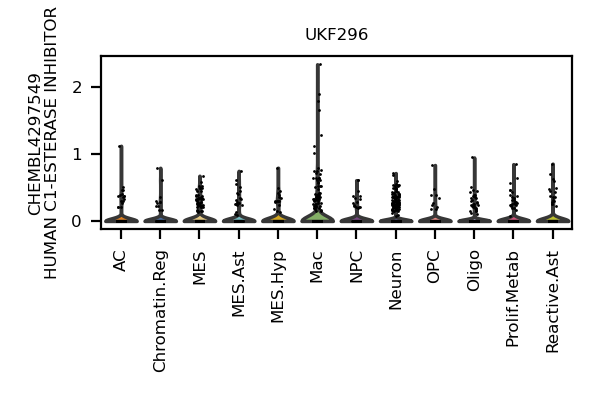 UKF296
CHEMBL4297549
HUMAN C1-ESTERASE INHIBITOR
2
1
0
AC
Chromatin.Reg
MES
MES.Ast
MES.Hyp
Mac
NPC
Neuron
OPC
Oligo
Prolif.Metab
Reactive.Ast